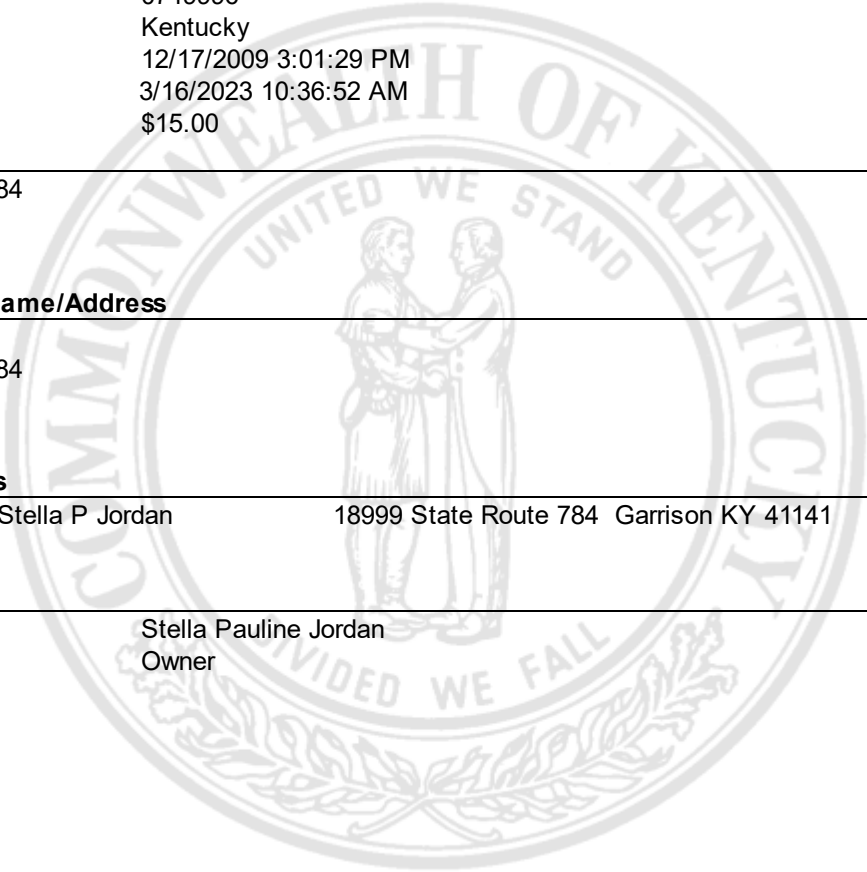 Kentucky
12/17/2009 3:01:29 PM
3/16/2023 10:36:52 AM
$15.00
84
ame/Address
84
s
Stella P Jordan 18999 State Route 784 Garrison KY 41141
Stella Pauline Jordan
Owner
COMMONWEALTH OF KENTUCKY
UNITED WE STAND
DIVIDED WE FALL